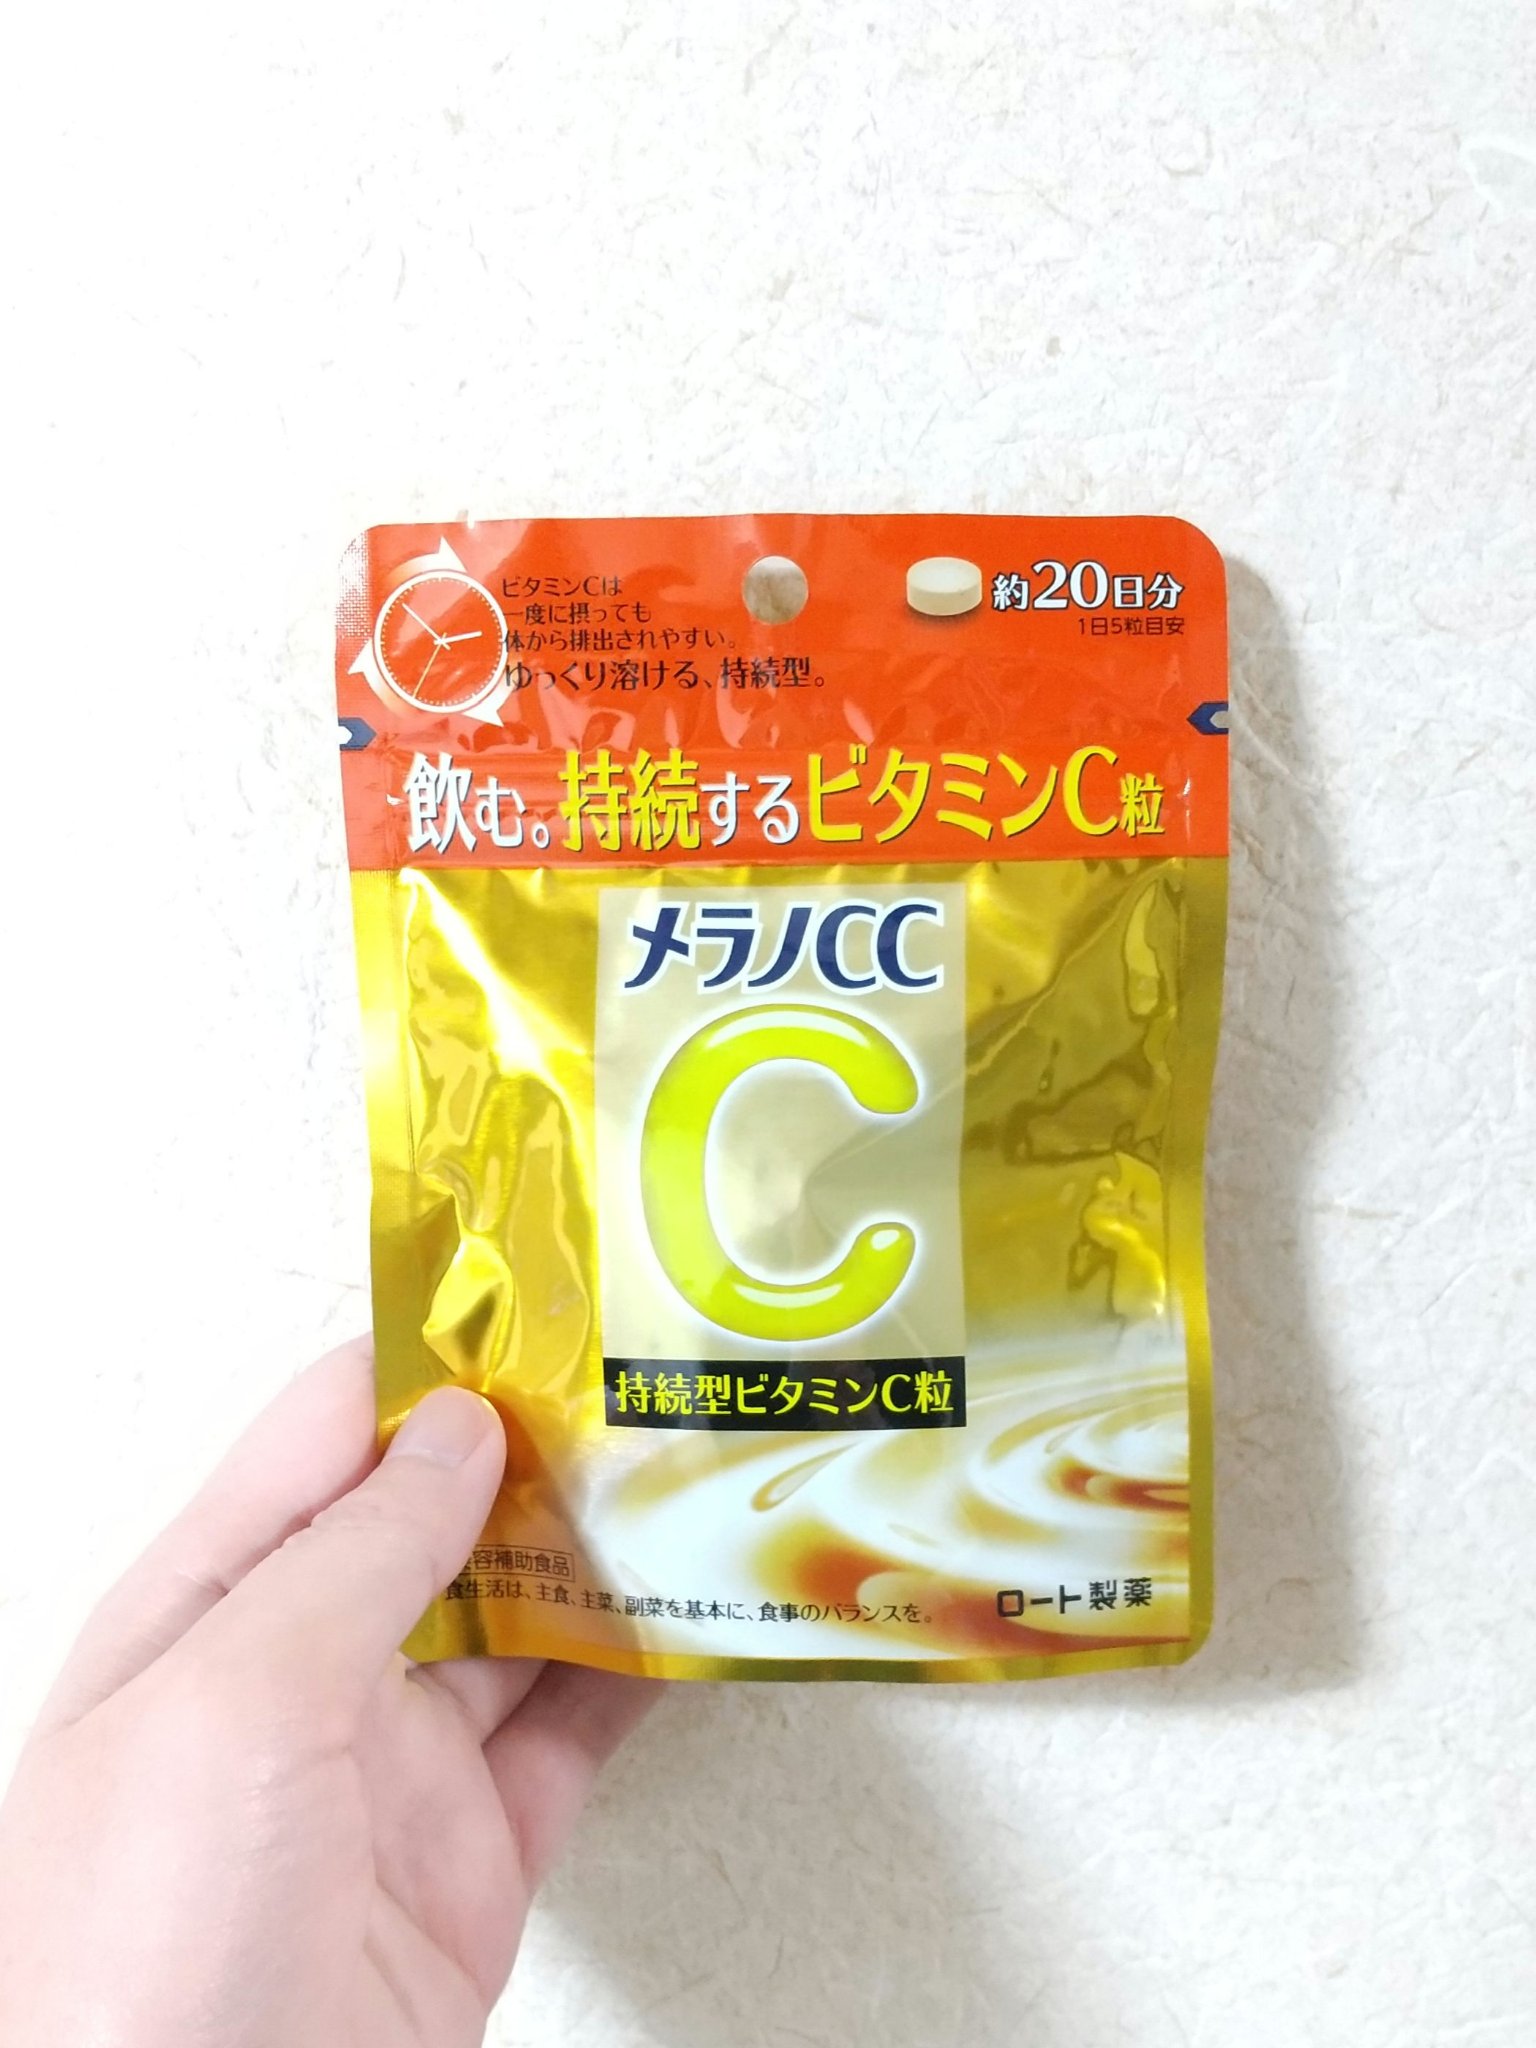 ビタミンCは
一度に摂っても
体から排出されやすい。
ゆっくり溶ける、持続型。
約20日分
1日5粒目安
飲む。持続するビタミンC粒
メラノCC
C
持続型ビタミンC粒
容補助食品
食生活は、主食、主菜、副菜を基本に、食事のバランスを。
ロート製薬